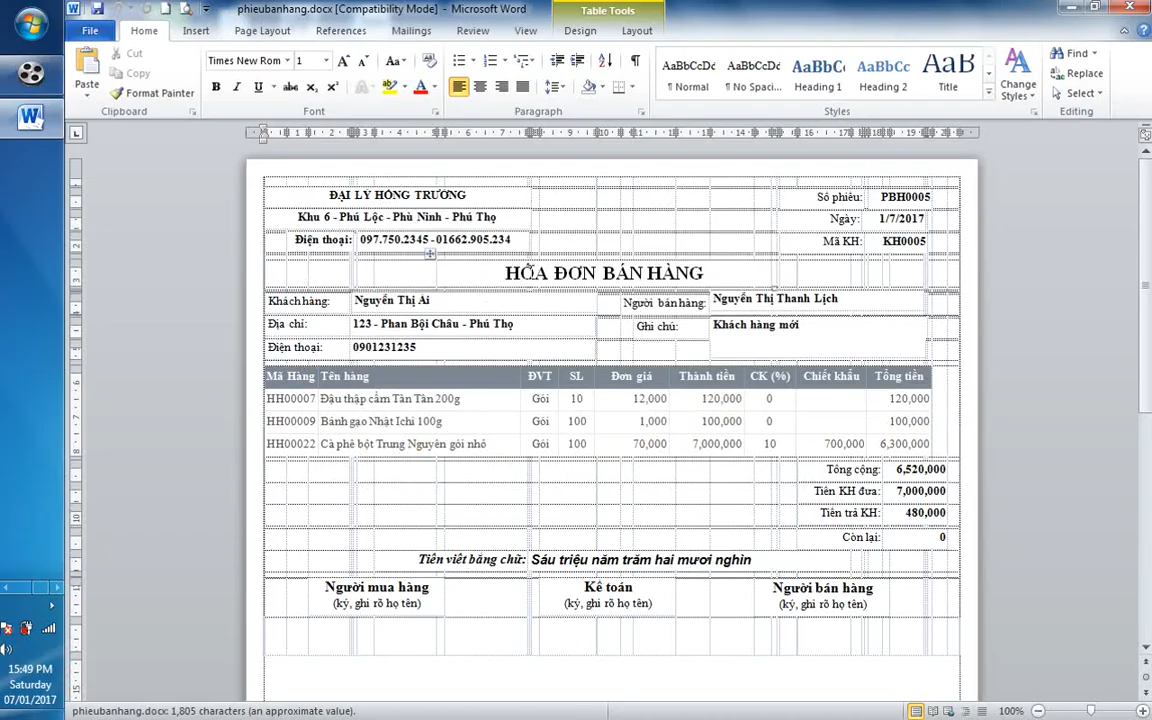 phieubanhang.docx [Compatibility Mode] - Microsoft Word
Table Tools
File Home Insert Page Layout References Mailings Review View Design Layout
Paste
Cut
Copy
Format Painter
Clipboard
Times New Rom 1
Font
Paragraph
AaBbCcDc AaBbCcDc AaBbC AaBbCc AaB
¶ Normal ¶ No Spaci... Heading 1 Heading 2 Title
Change Styles
Styles
Find
Replace
Select
Editing
ĐẠI LÝ HỒNG TRƯỜNG
Khu 6 - Phú Lộc - Phù Ninh - Phú Thọ
Điện thoại: 097.750.2345 - 01662.905.234
Số phiếu: PBH0005
Ngày: 1/7/2017
Mã KH: KH0005
HÓA ĐƠN BÁN HÀNG
Khách hàng: Nguyễn Thị Ái
Địa chỉ: 123 - Phan Bội Châu - Phú Thọ
Điện thoại: 0901231235
Người bán hàng: Nguyễn Thị Thanh Lịch
Ghi chú: Khách hàng mới
Mã Hàng Tên hàng ĐVT SL Đơn giá Thành tiền CK (%) Chiết khấu Tổng tiền
HH00007 Đậu thập cẩm Tân Tân 200g Gói 10 12,000 120,000 0 120,000
HH00009 Bánh gạo Nhật Ichi 100g Gói 100 1,000 100,000 0 100,000
HH00022 Cà phê bột Trung Nguyên gói nhỏ Gói 100 70,000 7,000,000 10 700,000 6,300,000
Tổng cộng: 6,520,000
Tiền KH đưa: 7,000,000
Tiền trả KH: 480,000
Còn lại: 0
Tiền viết bằng chữ: Sáu triệu năm trăm hai mươi nghìn
Người mua hàng Kế toán Người bán hàng
(ký, ghi rõ họ tên) (ký, ghi rõ họ tên) (ký, ghi rõ họ tên)
15:49 PM
Saturday
07/01/2017
phieubanhang.docx: 1,805 characters (an approximate value).
100%